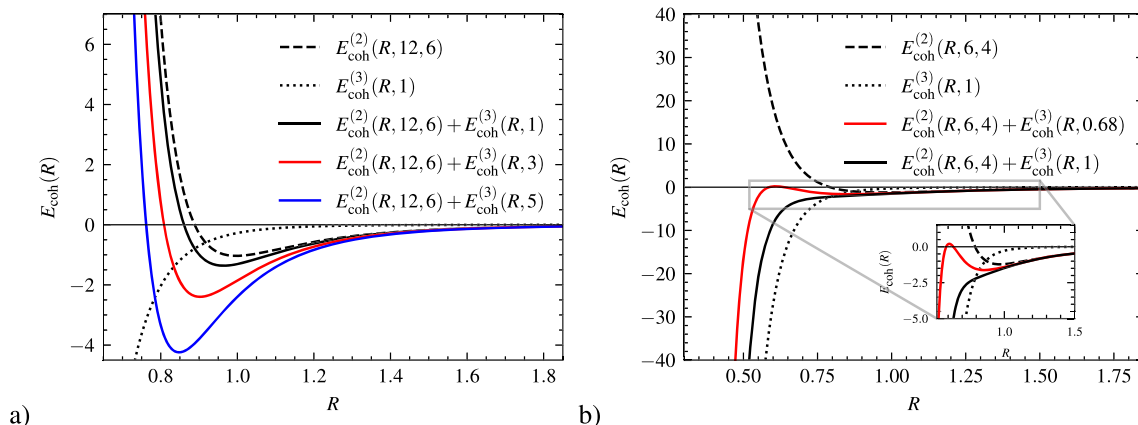 6
4
2
0
−2
−4
0.8
1.0
1.2
1.4
1.6
1.8
E_coh(R)
R
E_coh^(2)(R, 12, 6)
E_coh^(3)(R, 1)
E_coh^(2)(R, 12, 6) + E_coh^(3)(R, 1)
E_coh^(2)(R, 12, 6) + E_coh^(3)(R, 3)
E_coh^(2)(R, 12, 6) + E_coh^(3)(R, 5)
a)
40
30
20
10
0
−10
−20
−30
−40
0.50
0.75
1.00
1.25
1.50
1.75
E_coh(R)
R
E_coh^(2)(R, 6, 4)
E_coh^(3)(R, 1)
E_coh^(2)(R, 6, 4) + E_coh^(3)(R, 0.68)
E_coh^(2)(R, 6, 4) + E_coh^(3)(R, 1)
0.0
−2.5
−5.0
1.0
1.5
E_coh(R)
R
b)